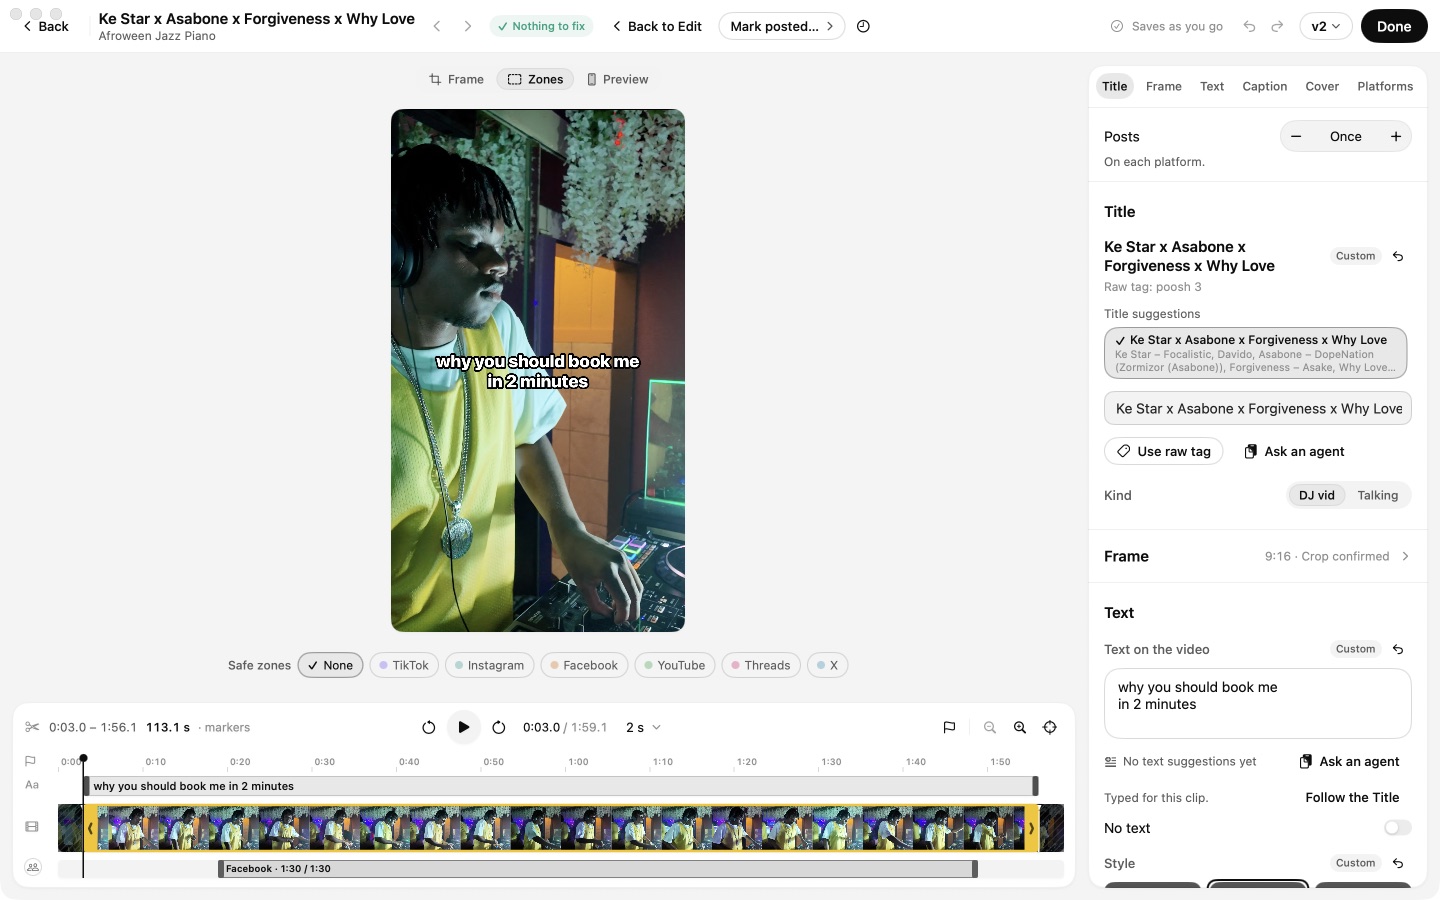 Back
Ke Star x Asabone x Forgiveness x Why Love
Afroween Jazz Piano
Nothing to fix
Back to Edit
Mark posted...
Saves as you go
v2
Done
Frame
Zones
Preview
why you should book me
in 2 minutes
Safe zones
None
TikTok
Instagram
Facebook
YouTube
Threads
X
0:03.0 – 1:56.1 113.1 s · markers
0:03.0 / 1:59.1
2 s
0:00 0:10 0:20 0:30 0:40 0:50 1:00 1:10 1:20 1:30 1:40 1:50
Aa
why you should book me in 2 minutes
Facebook · 1:30 / 1:30
Title Frame Text Caption Cover Platforms
Posts
Once
On each platform.
Title
Ke Star x Asabone x
Forgiveness x Why Love
Custom
Raw tag: poosh 3
Title suggestions
Ke Star x Asabone x Forgiveness x Why Love
Ke Star – Focalistic, Davido, Asabone – DopeNation
(Zormizor (Asabone)), Forgiveness – Asake, Why Love...
Ke Star x Asabone x Forgiveness x Why Love
Use raw tag
Ask an agent
Kind
DJ vid
Talking
Frame
9:16 · Crop confirmed
Text
Text on the video
Custom
why you should book me
in 2 minutes
No text suggestions yet
Ask an agent
Typed for this clip.
Follow the Title
No text
Style
Custom